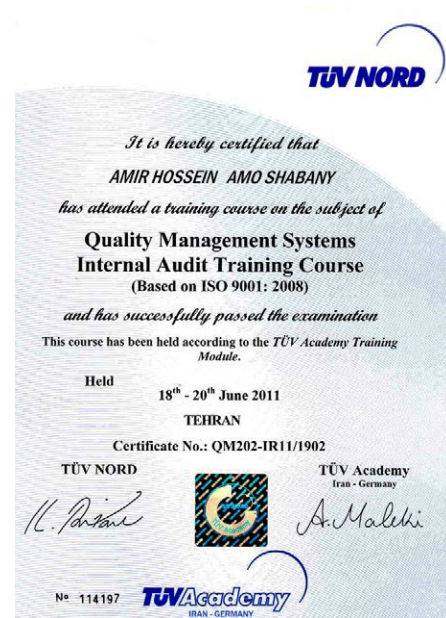 TÜV NORD
It is hereby certified that
AMIR HOSSEIN AMO SHABANY
has attended a training course on the subject of
Quality Management Systems
Internal Audit Training Course
(Based on ISO 9001: 2008)
and has successfully passed the examination
This course has been held according to the TÜV Academy Training
Module.
Held
18th - 20th June 2011
TEHRAN
Certificate No.: QM202-IR11/1902
TÜV NORD
TÜV Academy
Iran - Germany
A. Maleki
Nº 114197
TÜV Academy
IRAN - GERMANY